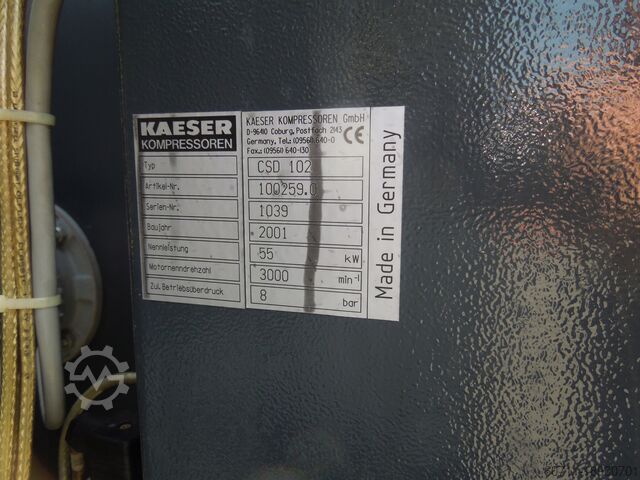 KAESER
KOMPRESSOREN
KAESER KOMPRESSOREN GmbH
D-96410 Coburg, Postfach 2143
Germany, Tel.: (09561) 640-0
Fax.: (09561) 640-130
CE
Typ CSD 102
Artikel-Nr. 100259.0
Serien-Nr. 1039
Baujahr 2001
Nennleistung 55 kW
Motornenndrehzahl 3000 min⁻¹
Zul. Betriebsüberdruck 8 bar
Made in Germany